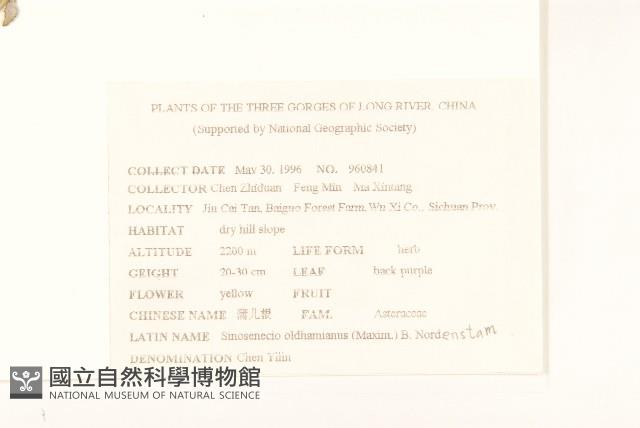 PLANTS OF THE THREE GORGES OF LONG RIVER, CHINA
(Supported by National Geographic Society)
COLLECT DATE May 30, 1996 NO. 960841
COLLECTOR Chen Zhiduan Feng Min Ma Xintang
LOCALITY Jiu Cai Tan, Baiguo Forest Farm, Wu Xi Co., Sichuan Prov.
HABITAT dry hill slope
ALTITUDE 2200 m LIFE FORM herb
GEIGHT 20-30 cm LEAF back purple
FLOWER yellow FRUIT
CHINESE NAME 蒲儿根 FAM. Asteraceae
LATIN NAME Sinosenecio oldhamianus (Maxim.) B. Nordenstam
DENOMINATION Chen Yilin
國立自然科學博物館
NATIONAL MUSEUM OF NATURAL SCIENCE